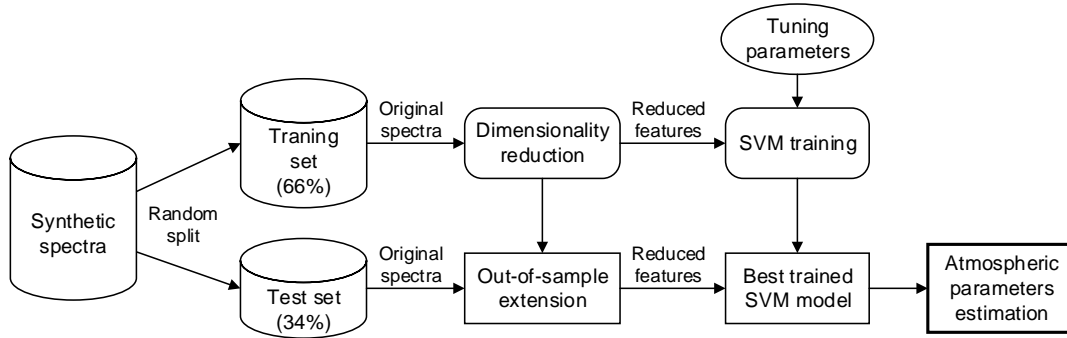 Tuning
parameters
Original
spectra
Reduced
features
Traning
set
(66%)
Dimensionality
reduction
SVM training
Synthetic
spectra
Random
split
Original
spectra
Reduced
features
Test set
(34%)
Out-of-sample
extension
Best trained
SVM model
Atmospheric
parameters
estimation